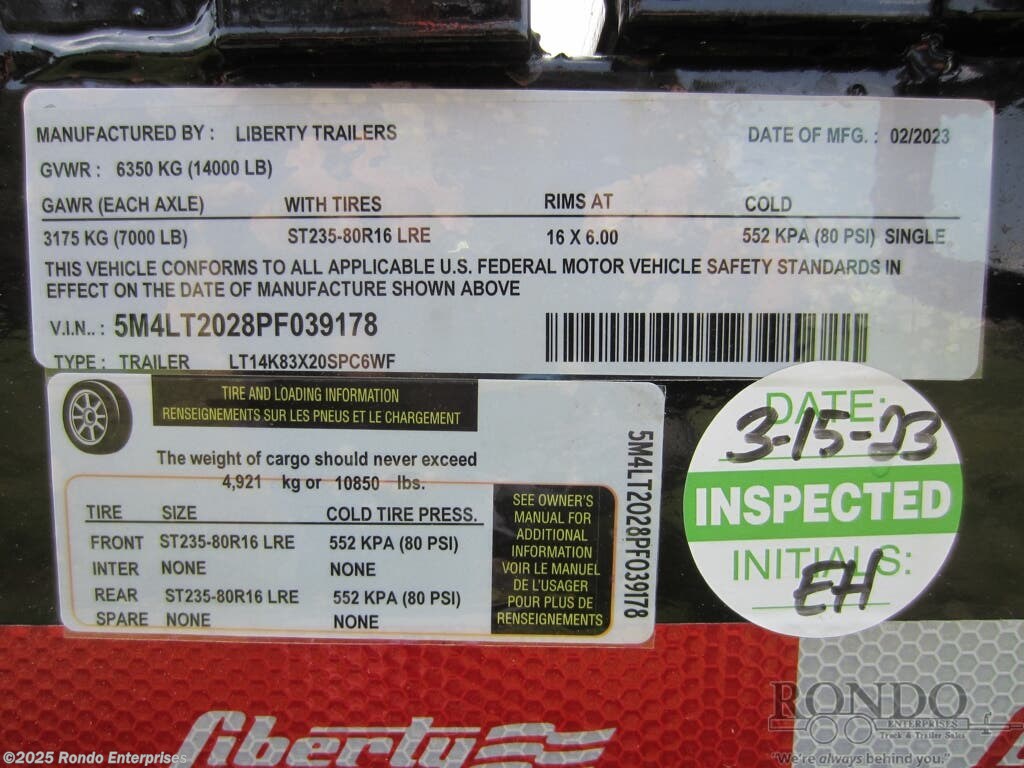 MANUFACTURED BY : LIBERTY TRAILERS DATE OF MFG. : 02/2023
GVWR : 6350 KG (14000 LB)
GAWR (EACH AXLE) WITH TIRES RIMS AT COLD
3175 KG (7000 LB) ST235-80R16 LRE 16 X 6.00 552 KPA (80 PSI) SINGLE
THIS VEHICLE CONFORMS TO ALL APPLICABLE U.S. FEDERAL MOTOR VEHICLE SAFETY STANDARDS IN
EFFECT ON THE DATE OF MANUFACTURE SHOWN ABOVE
V.I.N.. : 5M4LT2028PF039178
TYPE : TRAILER LT14K83X20SPC6WF
TIRE AND LOADING INFORMATION
RENSEIGNEMENTS SUR LES PNEUS ET LE CHARGEMENT
The weight of cargo should never exceed
4,921 kg or 10850 lbs.
TIRE SIZE COLD TIRE PRESS.
FRONT ST235-80R16 LRE 552 KPA (80 PSI)
INTER NONE NONE
REAR ST235-80R16 LRE 552 KPA (80 PSI)
SPARE NONE NONE
SEE OWNER'S
MANUAL FOR
ADDITIONAL
INFORMATION
VOIR LE MANUEL
DE L'USAGER
POUR PLUS DE
RENSEIGNEMENTS
5M4LT2028PF039178
DATE:
3-15-23
INSPECTED
INITIALS:
EH
Liberty
RONDO
ENTERPRISES
Truck & Trailer Sales
"We're always behind you."
©2025 Rondo Enterprises